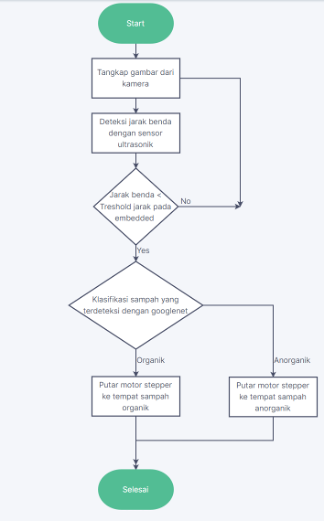 Start
Tangkap gambar dari
kamera
Deteksi jarak benda
dengan sensor
ultrasonik
Jarak benda <
Treshold jarak pada
embedded
No
Yes
Klasifikasi sampah yang
terdeteksi dengan googlenet
Organik
Anorganik
Putar motor stepper
ke tempat sampah
organik
Putar motor stepper
ke tempat sampah
anorganik
Selesai